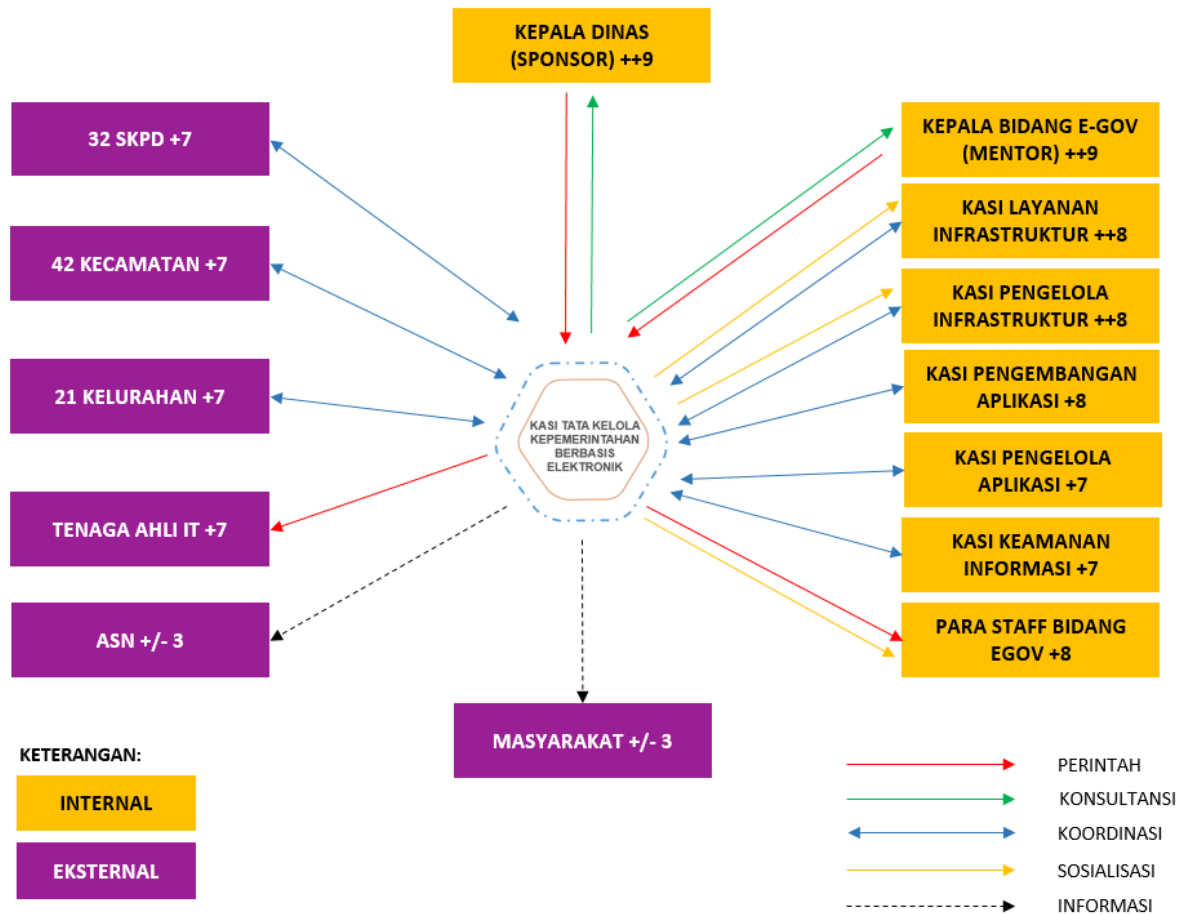 KEPALA DINAS
(SPONSOR) ++9
32 SKPD +7
42 KECAMATAN +7
21 KELURAHAN +7
TENAGA AHLI IT +7
ASN +/- 3
KASI TATA KELOLA
KEPEMERINTAHAN
BERBASIS
ELEKTRONIK
KEPALA BIDANG E-GOV
(MENTOR) ++9
KASI LAYANAN
INFRASTRUKTUR ++8
KASI PENGELOLA
INFRASTRUKTUR ++8
KASI PENGEMBANGAN
APLIKASI +8
KASI PENGELOLA
APLIKASI +7
KASI KEAMANAN
INFORMASI +7
PARA STAFF BIDANG
EGOV +8
MASYARAKAT +/- 3
KETERANGAN:
INTERNAL
EKSTERNAL
PERINTAH
KONSULTANSI
KOORDINASI
SOSIALISASI
INFORMASI